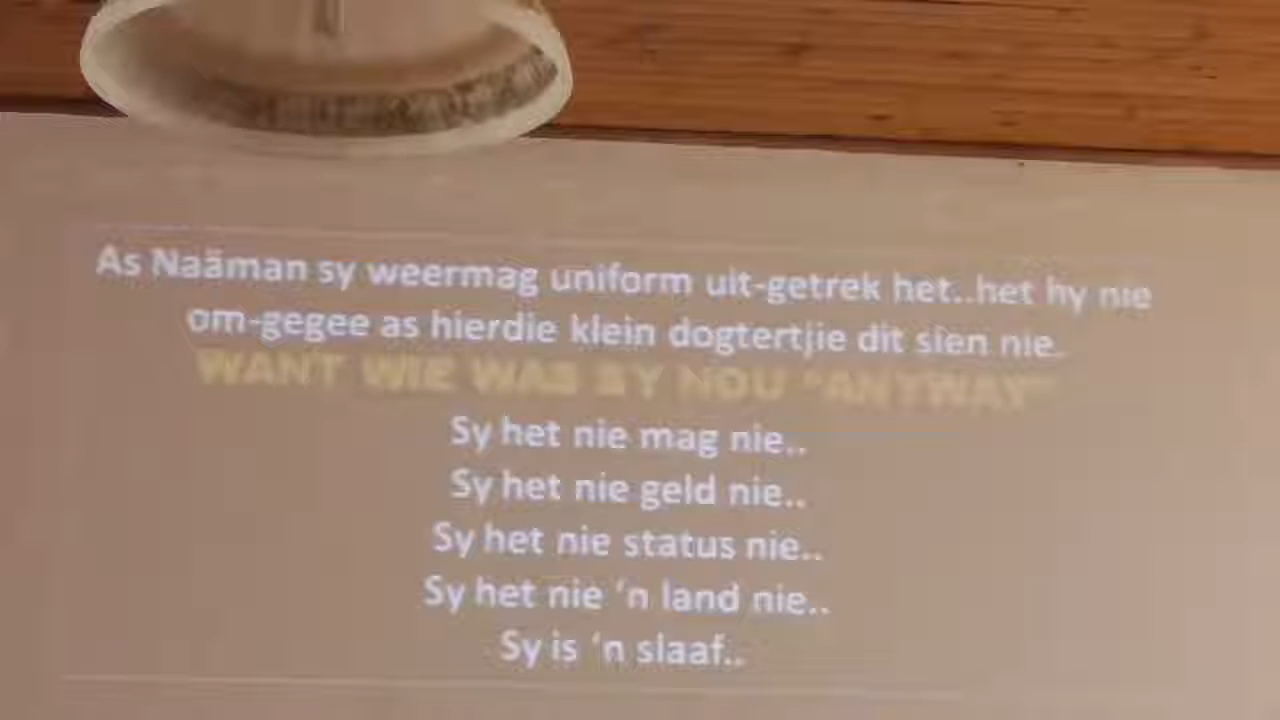 As Naäman sy weermag uniform uit-getrek het..het hy nie
om-gegee as hierdie klein dogtertjie dit sien nie.
WANT WIE WAS SY NOU "ANYWAY"
Sy het nie mag nie..
Sy het nie geld nie..
Sy het nie status nie..
Sy het nie ‘n land nie..
Sy is ‘n slaaf..